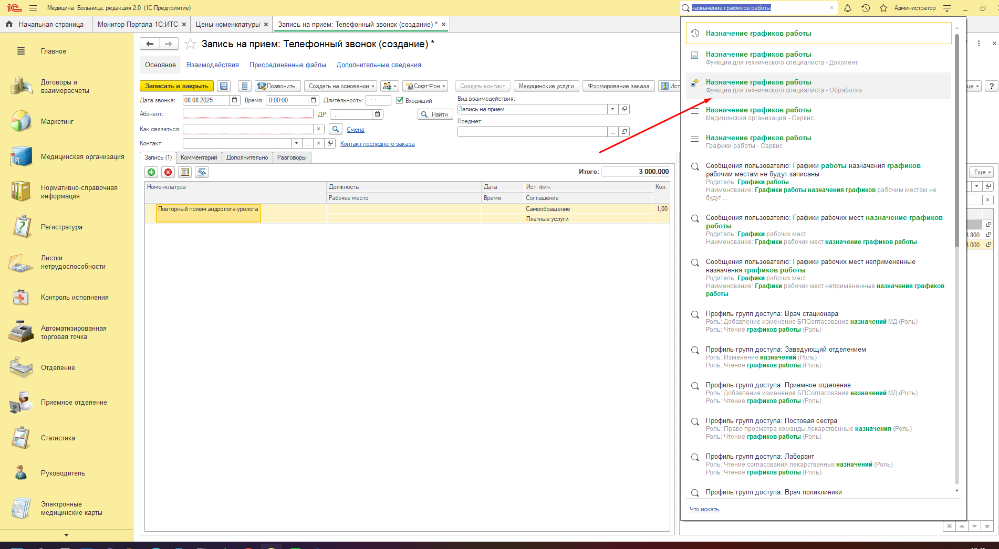 Медицина. Больница, редакция 2.0 (1С:Предприятие)
назначение графиков работы
Администратор
Начальная страница
Монитор Портала 1С:ИТС
Цены номенклатуры
Запись на прием: Телефонный звонок (создание) *
Главное
Договоры и
взаиморасчеты
Маркетинг
Медицинская организация
Нормативно-справочная
информация
Регистратура
Листки
нетрудоспособности
Контроль исполнения
Автоматизированная
торговая точка
Отделение
Приемное отделение
Статистика
Руководитель
Электронные
медицинские карты
Запись на прием: Телефонный звонок (создание) *
Основное
Взаимодействия
Присоединенные файлы
Дополнительные сведения
Записать и закрыть
Позвонить
Создать на основании
СофтФон
Создать контакт
Медицинские услуги
Формирование заказа
Ист
ще
?
Дата звонка: 08.08.2025 Время: 0:00:00 Длительность: : : Входящий
Вид взаимодействия:
Запись на прием
Абонент: ДР: . . Найти
Предмет:
Как связаться: Смена
Контакт: Контакт последнего заказа
Запись (1)
Комментарий
Дополнительно
Разговоры
Итого: 3 000,000
Номенклатура Должность Дата Ист. фин. Кол.
Рабочее место Время Соглашение
Повторный прием андролога-уролога Самообращение 1,00
Платные услуги
Еще
3 800
3 000
Назначение графиков работы
Назначение графиков работы
Функции для технического специалиста - Документ
Назначение графиков работы
Функции для технического специалиста - Обработка
Назначение графиков работы
Медицинская организация - Сервис
Назначение графиков работы
Графики работы - Сервис
Сообщения пользователю: Графики работы назначения графиков
рабочим местам не будут записаны
Родитель: Графики работы
Наименование: Графики работы назначения графиков рабочим местам не
будут ...
Сообщения пользователю: Графики рабочих мест назначение графиков
работы
Родитель: Графики рабочих мест
Наименование: Графики рабочих мест назначение графиков работы
Сообщения пользователю: Графики рабочих мест непримененные
назначения графиков работы
Родитель: Графики рабочих мест
Наименование: Графики рабочих мест непримененные назначения графиков
работы
Профиль групп доступа: Врач стационара
Роль: Добавление изменение БПСогласование назначений МД (Роль)
Роль: Чтение графиков работы (Роль)
Профиль групп доступа: Заведующий отделением
Роль: Изменение назначений (Роль)
Роль: Чтение графиков работы (Роль)
Профиль групп доступа: Приемное отделение
Роль: Добавление изменение БПСогласование назначений МД (Роль)
Роль: Чтение графиков работы (Роль)
Профиль групп доступа: Постовая сестра
Роль: Право просмотра команды лекарственные назначения (Роль)
Роль: Чтение графиков работы (Роль)
Профиль групп доступа: Лаборант
Роль: Чтение согласования лекарственных назначений (Роль)
Роль: Чтение графиков работы (Роль)
Профиль групп доступа: Врач поликлиники
Что искать